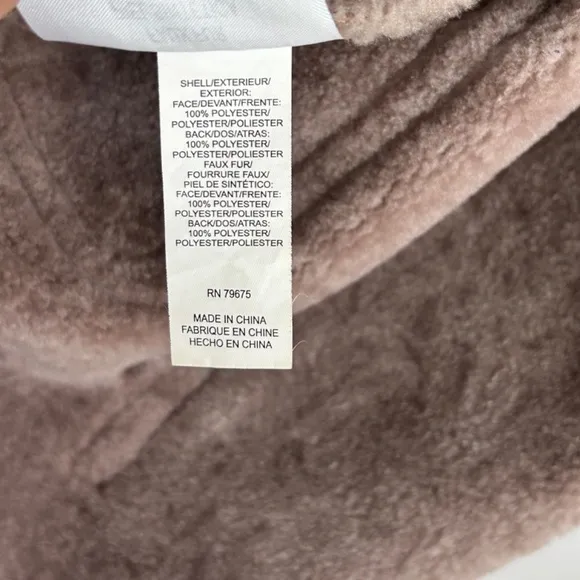 SHELL/EXTERIEUR/
EXTERIOR:
FACE/DEVANT/FRENTE:
100% POLYESTER/
POLYESTER/POLIESTER
BACK/DOS/ATRAS:
100% POLYESTER/
POLYESTER/POLIESTER
FAUX FUR/
FOURRURE FAUX/
PIEL DE SINTÉTICO:
FACE/DEVANT/FRENTE:
100% POLYESTER/
POLYESTER/POLIESTER
BACK/DOS/ATRAS:
100% POLYESTER/
POLYESTER/POLIESTER
RN 79675
MADE IN CHINA
FABRIQUE EN CHINE
HECHO EN CHINA